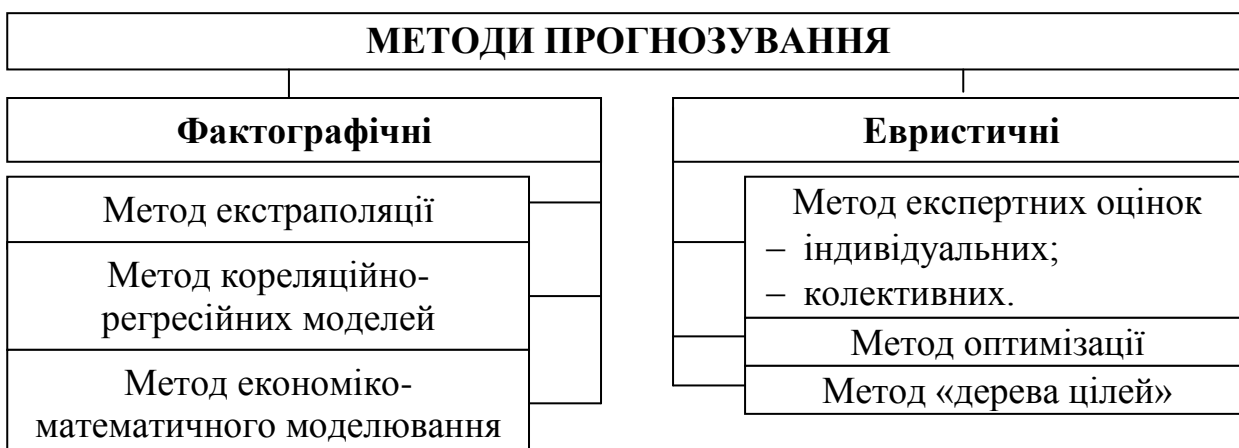 МЕТОДИ ПРОГНОЗУВАННЯ
Фактографічні
Метод екстраполяції
Метод кореляційно-
регресійних моделей
Метод економіко-
математичного моделювання
Евристичні
Метод експертних оцінок
– індивідуальних;
– колективних.
Метод оптимізації
Метод «дерева цілей»